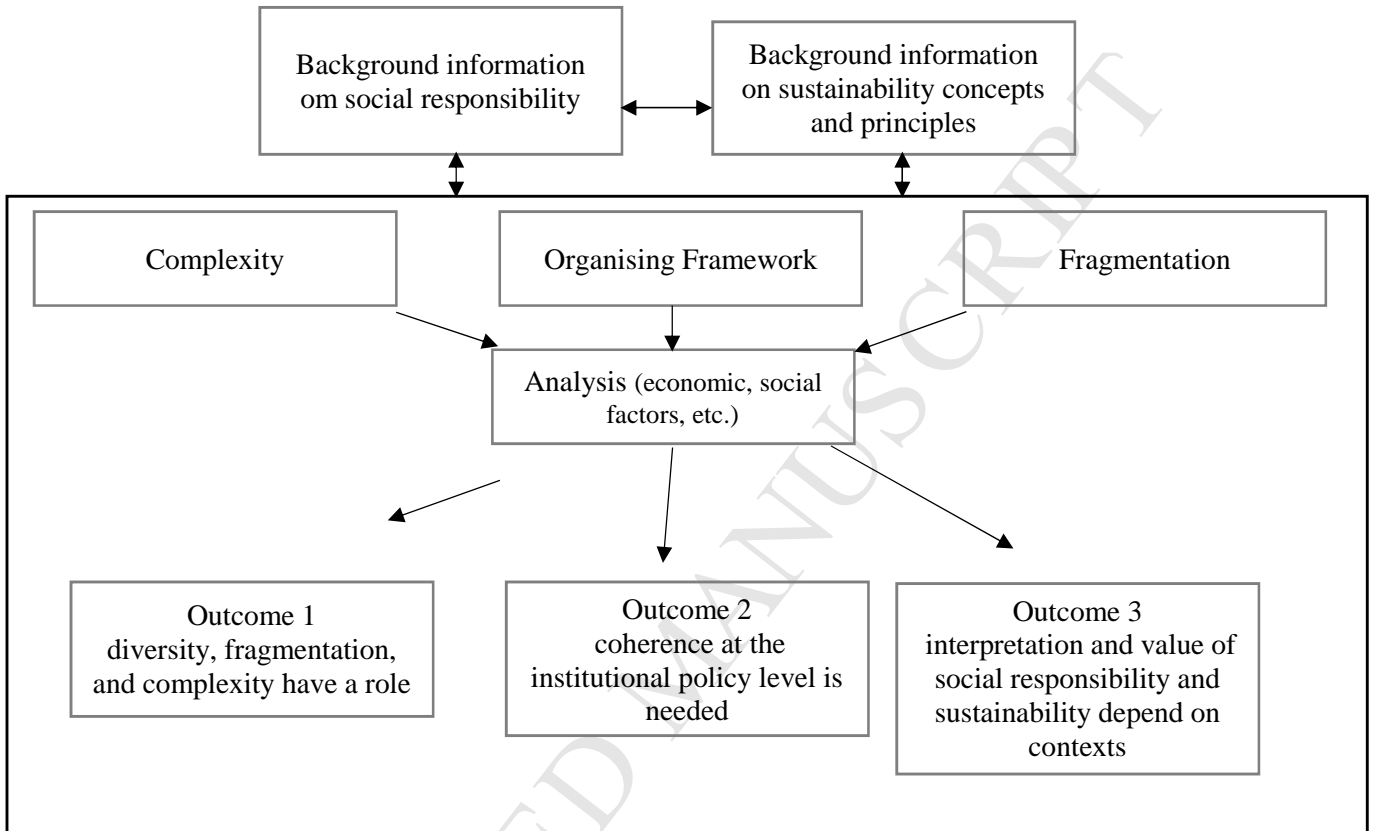 Background information
om social responsibility
Background information
on sustainability concepts
and principles
Complexity
Organising Framework
Fragmentation
Analysis (economic, social
factors, etc.)
Outcome 1
diversity, fragmentation,
and complexity have a role
Outcome 2
coherence at the
institutional policy level is
needed
Outcome 3
interpretation and value of
social responsibility and
sustainability depend on
contexts
ED MANUSCRIPT